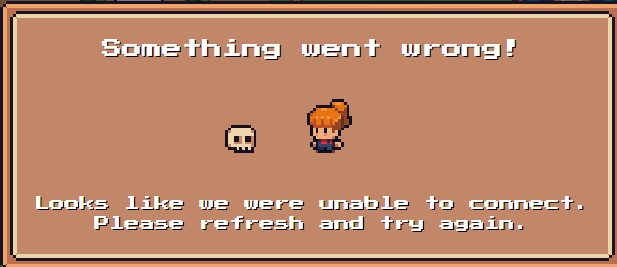 Something went wrong!
Looks like we were unable to connect.
Please refresh and try again.